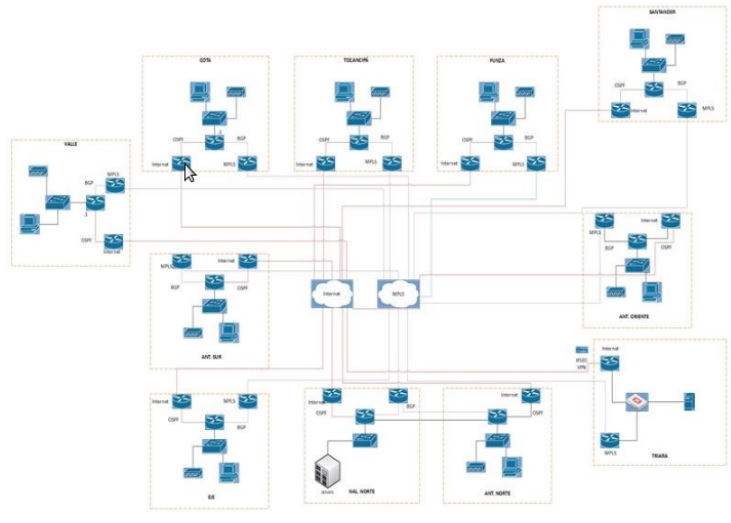 SANTANDER
OSPF
BGP
Internet
MPLS
COTA
OSPF
BGP
Internet
MPLS
TOCANCIPÁ
OSPF
BGP
Internet
MPLS
FUNZA
OSPF
BGP
Internet
MPLS
VALLE
MPLS
BGP
OSPF
Internet
MPLS
Internet
BGP
OSPF
ANT. SUR
Internet
MPLS
MPLS
Internet
BGP
OSPF
ANT. ORIENTE
Internet
IPSEC
VPN
MPLS
TRIARA
Internet
MPLS
OSPF
BGP
EJE
Internet
MPLS
OSPF
BGP
NAL. NORTE
Internet
OSPF
ANT. NORTE